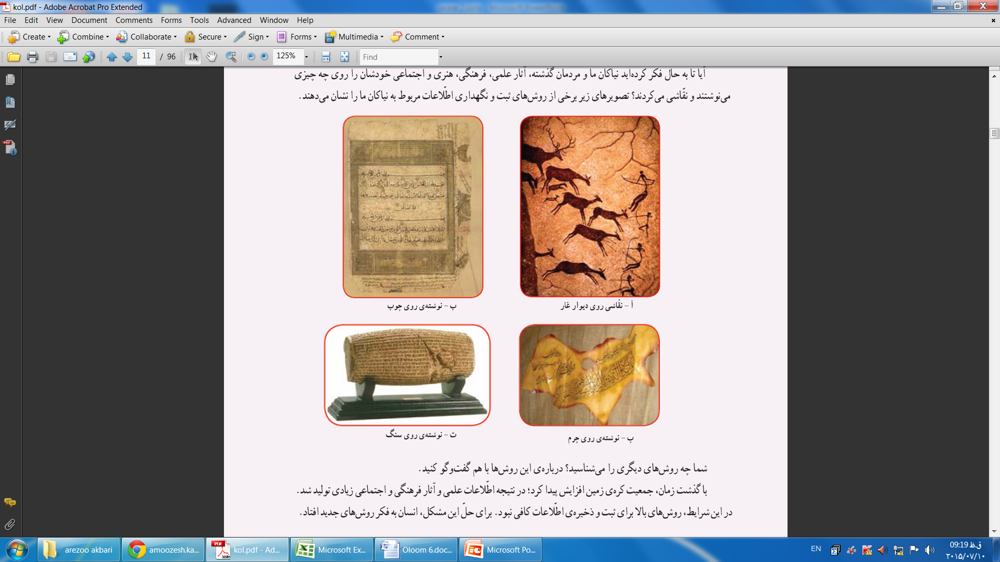 kol.pdf - Adobe Acrobat Pro Extended
File Edit View Document Comments Forms Tools Advanced Window Help
Create Combine Collaborate Secure Sign Forms Multimedia Comment
11 / 96 125% Find
آیا تا به حال فکر کرده‌اید نیاکان ما و مردمان گذشته، آثار علمی، فرهنگی، هنری و اجتماعی خودشان را روی چه چیزی
می‌نوشتند و نقّاشی می‌کردند؟ تصویرهای زیر برخی از روش‌های ثبت و نگهداری اطّلاعات مربوط به نیاکان ما را نشان می‌دهند.
آ - نقّاشی روی دیوار غار
ب - نوشته‌ی روی چوب
پ - نوشته‌ی روی چرم
ت - نوشته‌ی روی سنگ
شما چه روش‌های دیگری را می‌شناسید؟ درباره‌ی این روش‌ها با هم گفت‌وگو کنید.
با گذشت زمان، جمعیت کره‌ی زمین افزایش پیدا کرد؛ در نتیجه اطّلاعات علمی و آثار فرهنگی و اجتماعی زیادی تولید شد.
در این شرایط، روش‌های بالا برای ثبت و ذخیره‌ی اطّلاعات کافی نبود. برای حلّ این مشکل، انسان به فکر روش‌های جدید افتاد.
arezoo akbari amoozesh.ka... kol.pdf - Ad... Microsoft Ex... Oloom 6.doc... Microsoft Po... EN
09:19 ق.ظ
۲۰۱۵/۰۷/۱۰